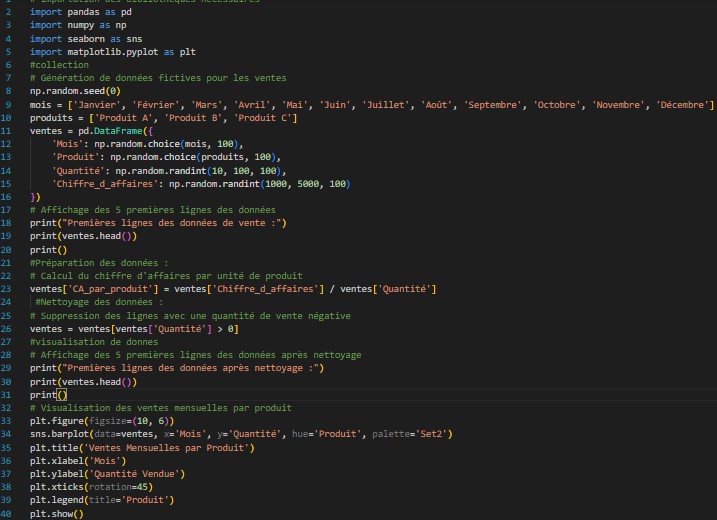 # Importation des bibliothèques nécessaires
2 import pandas as pd
3 import numpy as np
4 import seaborn as sns
5 import matplotlib.pyplot as plt
6 #collection
7 # Génération de données fictives pour les ventes
8 np.random.seed(0)
9 mois = ['Janvier', 'Février', 'Mars', 'Avril', 'Mai', 'Juin', 'Juillet', 'Août', 'Septembre', 'Octobre', 'Novembre', 'Décembre']
10 produits = ['Produit A', 'Produit B', 'Produit C']
11 ventes = pd.DataFrame({
12 'Mois': np.random.choice(mois, 100),
13 'Produit': np.random.choice(produits, 100),
14 'Quantité': np.random.randint(10, 100, 100),
15 'Chiffre_d_affaires': np.random.randint(1000, 5000, 100)
16 })
17 # Affichage des 5 premières lignes des données
18 print("Premières lignes des données de vente :")
19 print(ventes.head())
20 print()
21 #Préparation des données :
22 # Calcul du chiffre d'affaires par unité de produit
23 ventes['CA_par_produit'] = ventes['Chiffre_d_affaires'] / ventes['Quantité']
24 #Nettoyage des données :
25 # Suppression des lignes avec une quantité de vente négative
26 ventes = ventes[ventes['Quantité'] > 0]
27 #visualisation de donnes
28 # Affichage des 5 premières lignes des données après nettoyage
29 print("Premières lignes des données après nettoyage :")
30 print(ventes.head())
31 print()
32 # Visualisation des ventes mensuelles par produit
33 plt.figure(figsize=(10, 6))
34 sns.barplot(data=ventes, x='Mois', y='Quantité', hue='Produit', palette='Set2')
35 plt.title('Ventes Mensuelles par Produit')
36 plt.xlabel('Mois')
37 plt.ylabel('Quantité Vendue')
38 plt.xticks(rotation=45)
39 plt.legend(title='Produit')
40 plt.show()